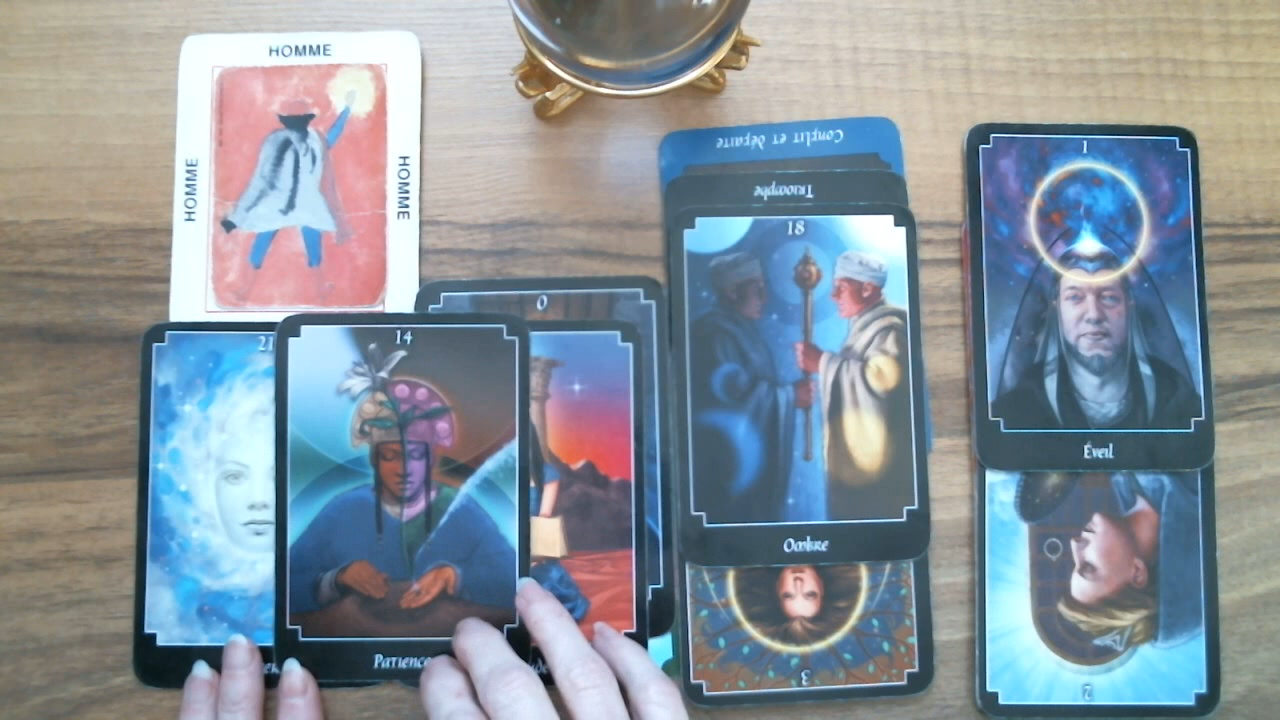 HOMME
HOMME
HOMME
Conflit et défaite
Triomphe
1
18
Éveil
0
21
14
Patience
Ombre
3
2